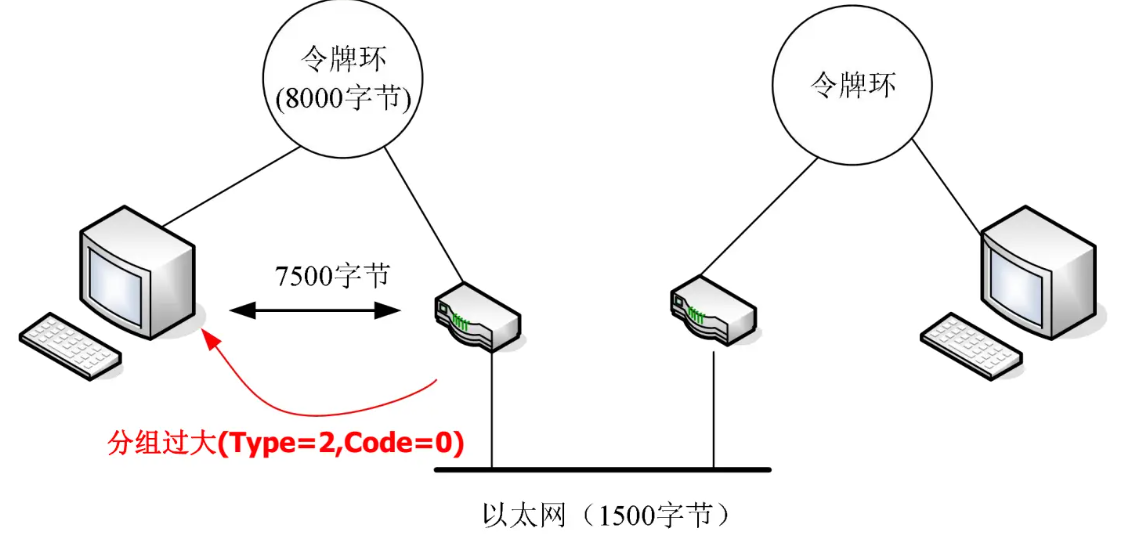 令牌环
(8000字节)
令牌环
7500字节
分组过大(Type=2,Code=0)
以太网（1500字节）